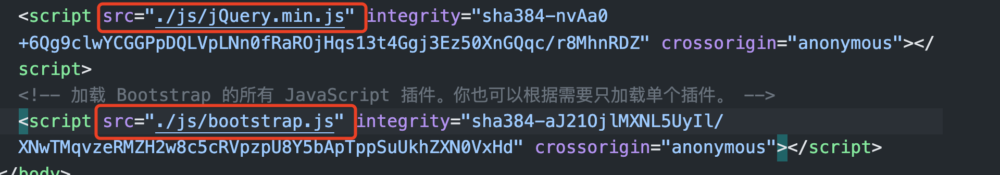 <script src="./js/jQuery.min.js" integrity="sha384-nvAa0
+6Qg9clwYCGGPpDQLVpLNn0fRaROjHqs13t4Ggj3Ez50XnGQqc/r8MhnRDZ" crossorigin="anonymous"></
script>
<!-- 加载 Bootstrap 的所有 JavaScript 插件。你也可以根据需要只加载单个插件。 -->
<script src="./js/bootstrap.js" integrity="sha384-aJ21OjlMXNL5UyIl/
XNwTMqvzeRMZH2w8c5cRVpzpU8Y5bApTppSuUkhZXN0VxHd" crossorigin="anonymous"></script>
</body>